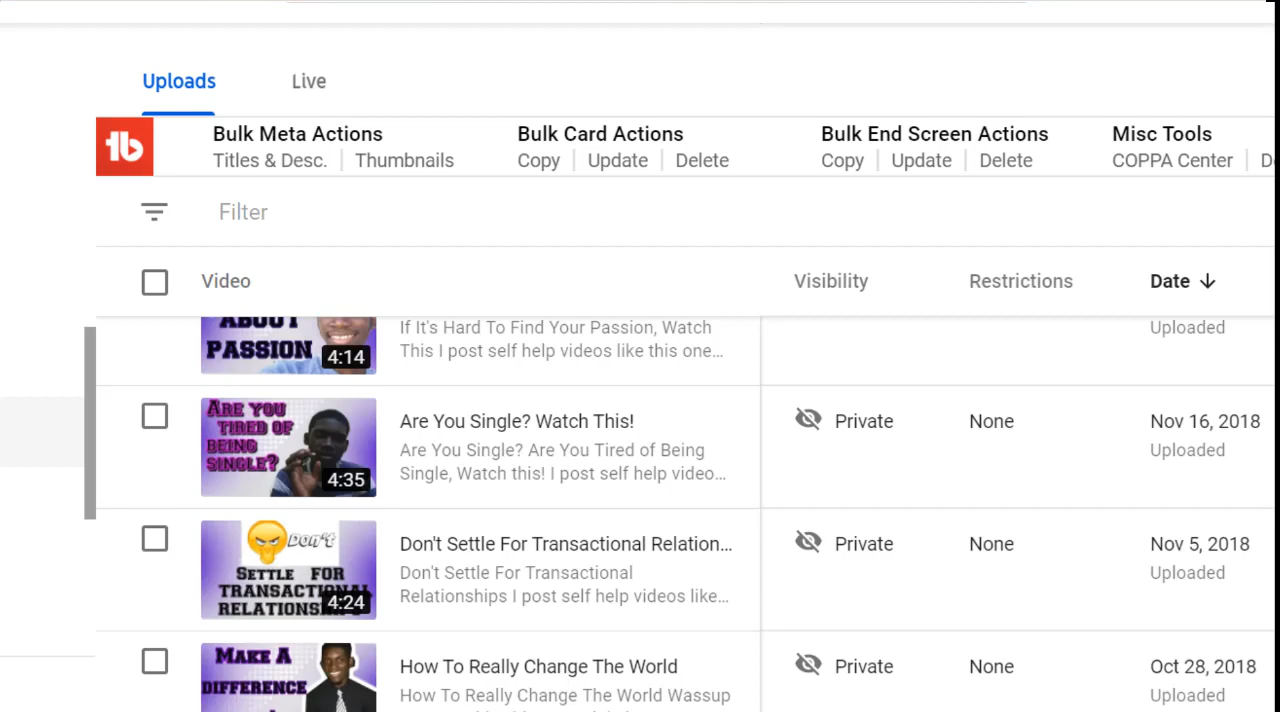 Uploads Live
Bulk Meta Actions Bulk Card Actions Bulk End Screen Actions Misc Tools
Titles & Desc. Thumbnails Copy Update Delete Copy Update Delete COPPA Center
Filter
Video Visibility Restrictions Date
ABOUT
PASSION
4:14
If It's Hard To Find Your Passion, Watch
This I post self help videos like this one...
Uploaded
ARE YOU
TIRED OF
BEING
SINGLE?
4:35
Are You Single? Watch This!
Are You Single? Are You Tired of Being
Single, Watch this! I post self help video...
Private None Nov 16, 2018
Uploaded
Don't
SETTLE FOR
TRANSACTIONAL
RELATIONS
4:24
Don't Settle For Transactional Relation...
Don't Settle For Transactional
Relationships I post self help videos like...
Private None Nov 5, 2018
Uploaded
MAKE A
DIFFERENCE
How To Really Change The World
How To Really Change The World Wassup
Private None Oct 28, 2018
Uploaded